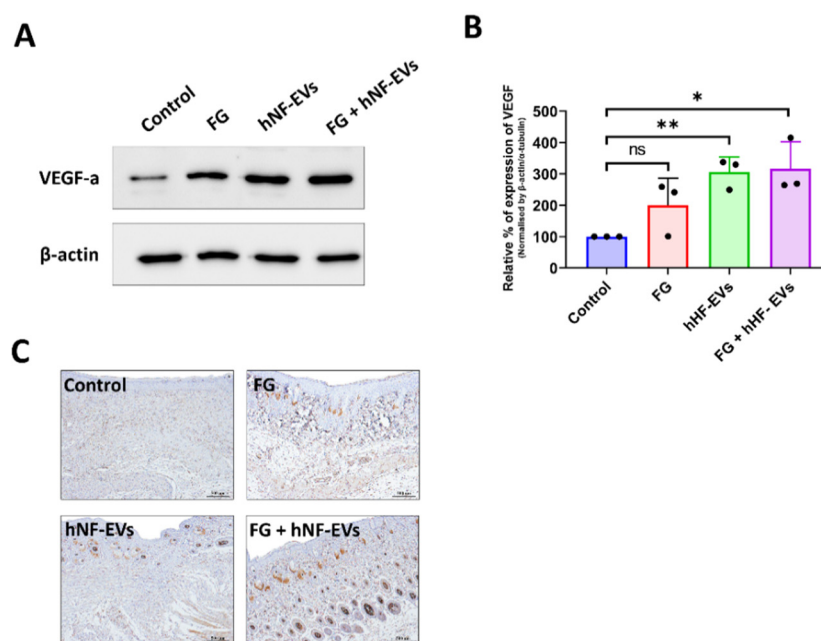 A
Control
FG
hNF-EVs
FG + hNF-EVs
VEGF-a
β-actin
B
Relative % of expression of VEGF
(Normalised by β-actin/α-tubulin)
500
400
300
200
100
0
ns
**
*
Control
FG
hHF-EVs
FG + hHF- EVs
C
Control
FG
hNF-EVs
FG + hNF-EVs